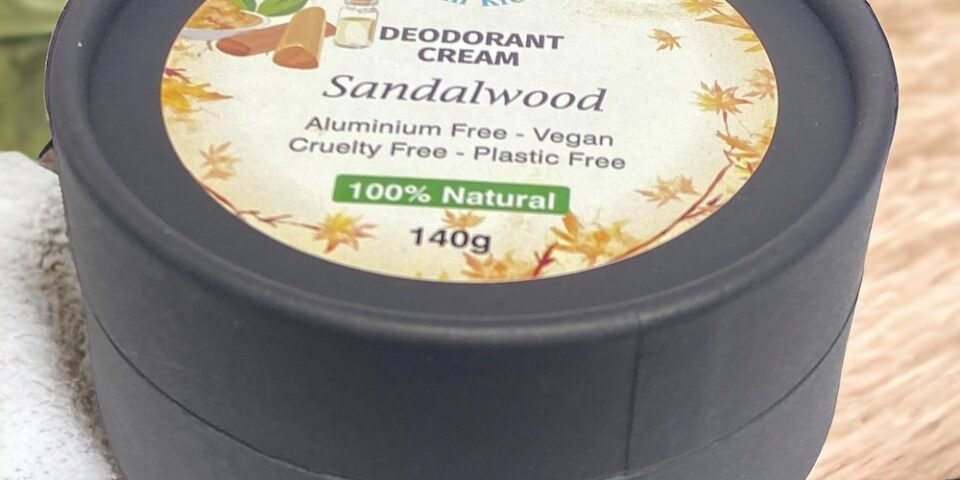 DEODORANT
CREAM
Sandalwood
Aluminium Free - Vegan
Cruelty Free - Plastic Free
100% Natural
140g